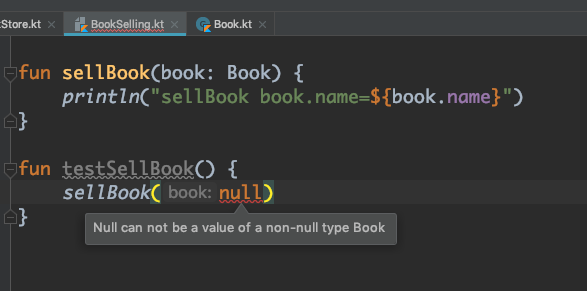 tStore.kt × BookSelling.kt × Book.kt ×
fun sellBook(book: Book) {
println("sellBook book.name=${book.name}")
}
fun testSellBook() {
sellBook( book: null)
}
Null can not be a value of a non-null type Book